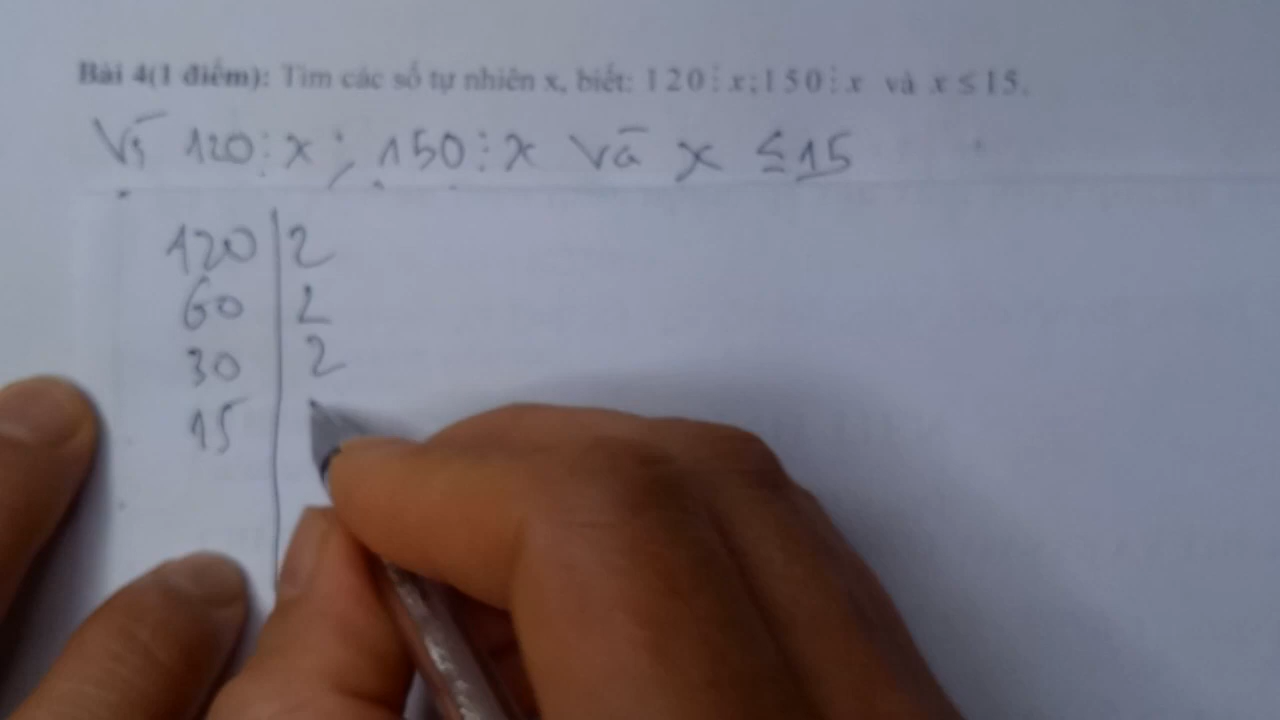 Bài 4(1 điểm): Tìm các số tự nhiên x, biết: 120⋮x;150⋮x và x ≤ 15.
Vì 120⋮x; 150⋮x và x ≤ 15
120 | 2
60 | 2
30 | 2
15 |